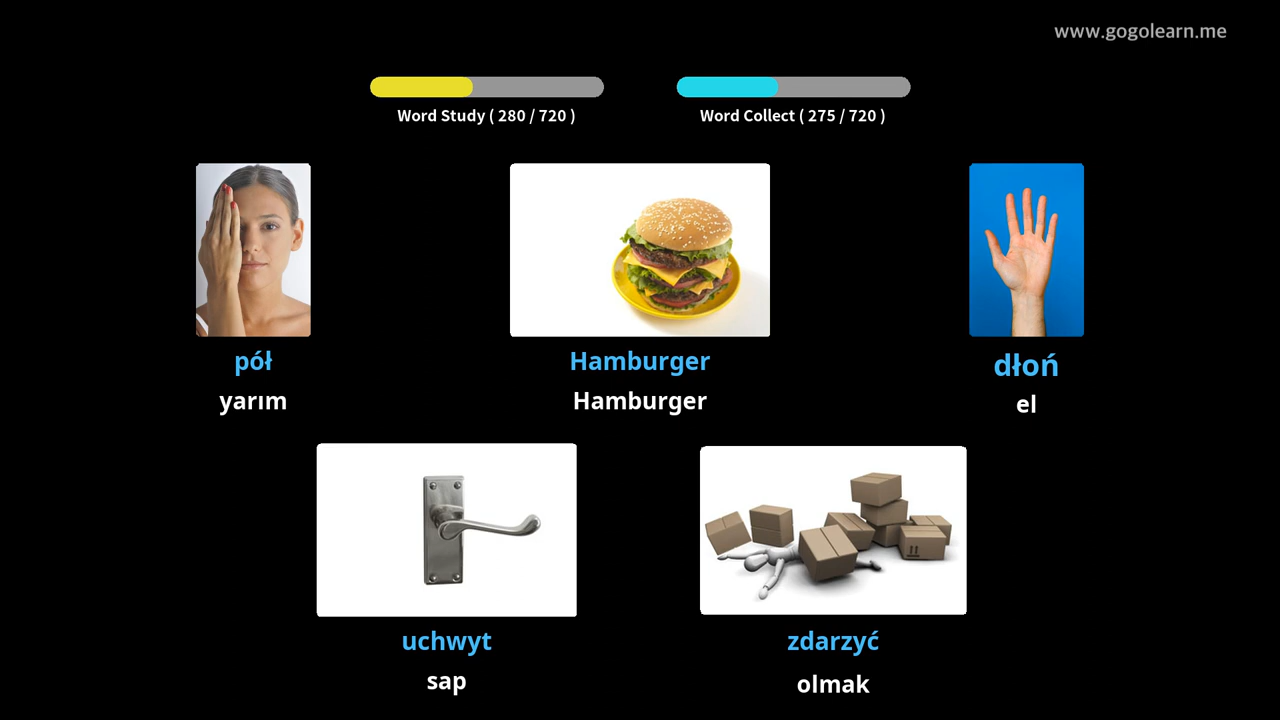 www.gogolearn.me
Word Study ( 280 / 720 )
Word Collect ( 275 / 720 )
pół
Hamburger
dłoń
yarım
Hamburger
el
uchwyt
zdarzyć
sap
olmak